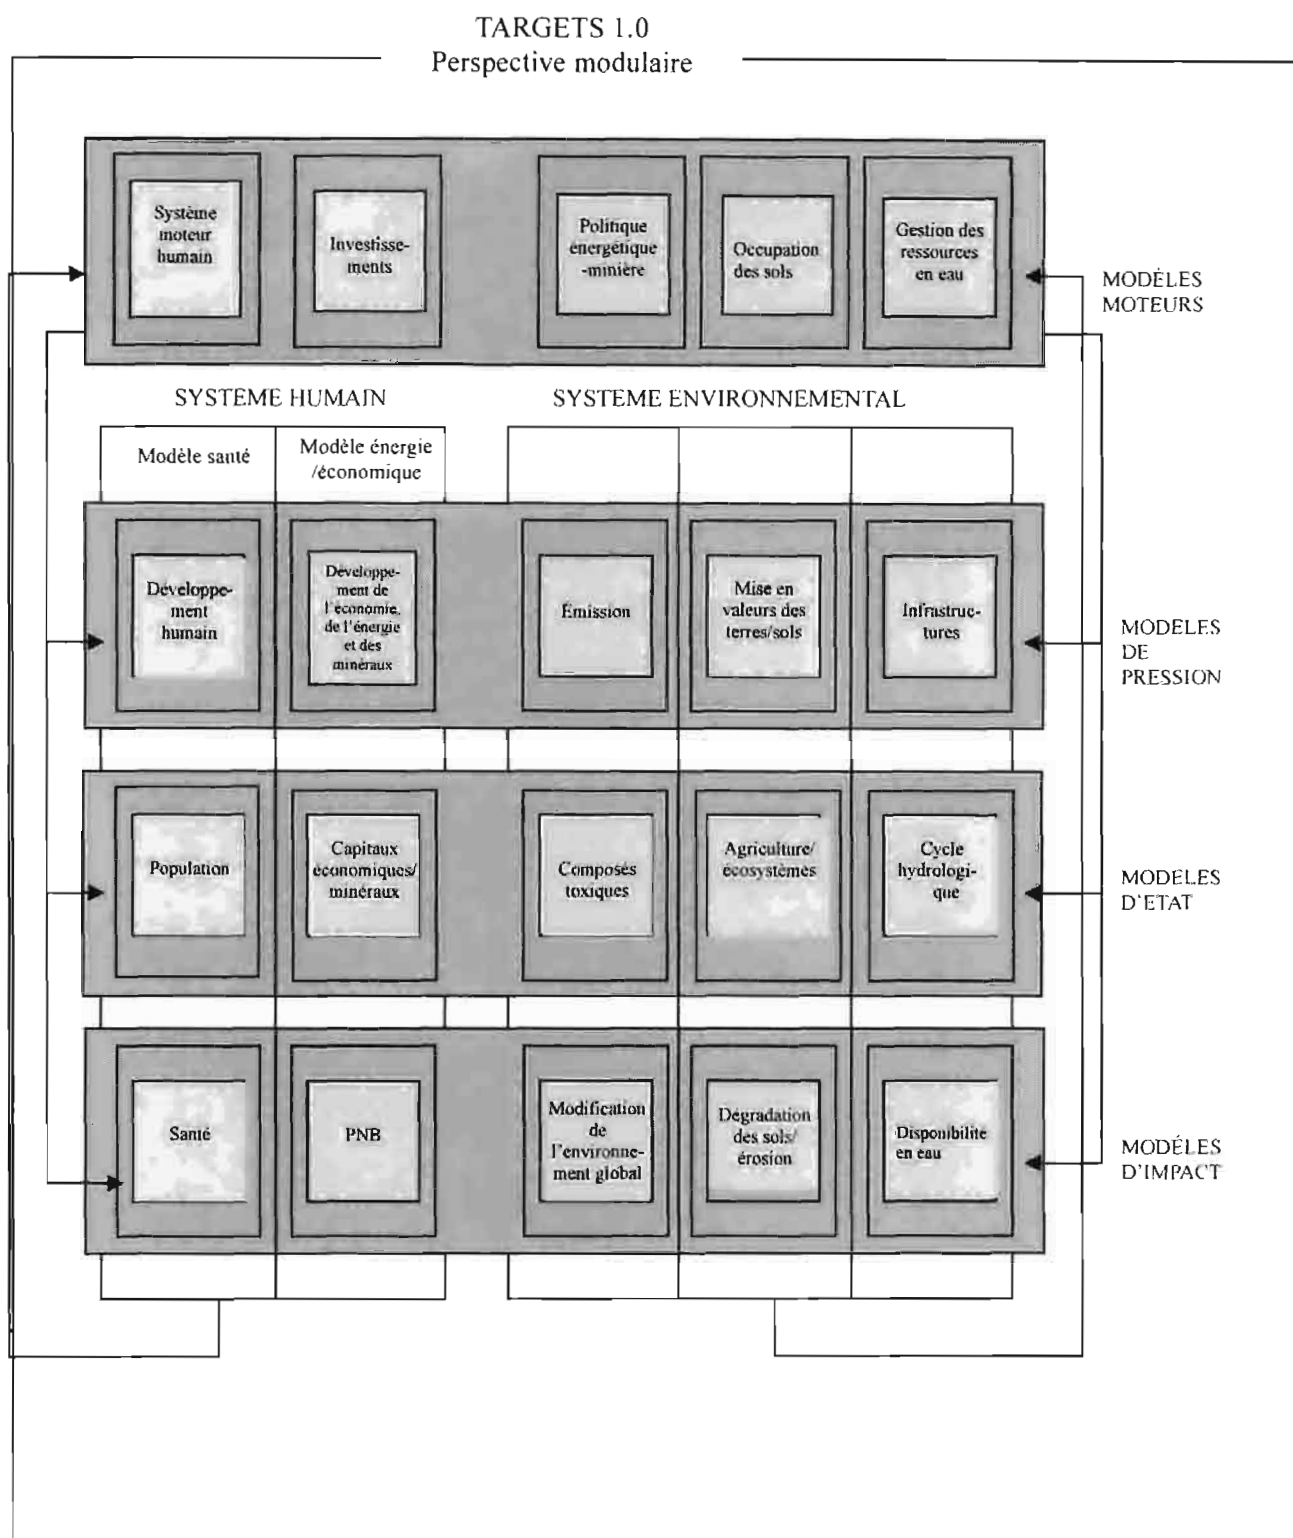 TARGETS 1.0
Perspective modulaire
Système
moteur
humain
Investisse-
ments
Politique
énergétique
-minière
Occupation
des sols
Gestion des
ressources
en eau
MODÈLES
MOTEURS
SYSTEME HUMAIN
SYSTEME ENVIRONNEMENTAL
Modèle santé
Modèle énergie
/économique
Développe-
ment
humain
Développe-
ment de
l'économie,
de l'énergie
et des
minéraux
Émission
Mise en
valeurs des
terres/sols
Infrastruc-
tures
MODELES
DE
PRESSION
Population
Capitaux
économiques/
minéraux
Composés
toxiques
Agriculture/
écosystèmes
Cycle
hydrologi-
que
MODELES
D'ETAT
Santé
PNB
Modification
de
l'environne-
ment global
Dégradation
des sols/
érosion
Disponibilite
en eau
MODÉLES
D'IMPACT